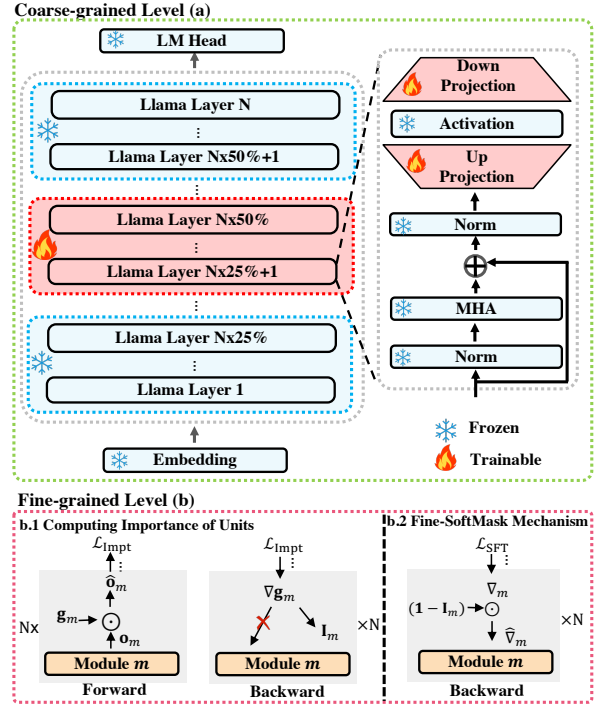 Coarse-grained Level (a)
LM Head
Llama Layer N
⋮
Llama Layer Nx50%+1
⋮
Llama Layer Nx50%
⋮
Llama Layer Nx25%+1
⋮
Llama Layer Nx25%
⋮
Llama Layer 1
Embedding
Down
Projection
Activation
Up
Projection
Norm
MHA
Norm
Frozen
Trainable
Fine-grained Level (b)
b.1 Computing Importance of Units
ℒ_Impt
ô_m
g_m
⊙
o_m
Nx
Module m
Forward
ℒ_Impt
∇g_m
I_m
×N
Module m
Backward
b.2 Fine-SoftMask Mechanism
ℒ_SFT
∇_m
(1 − I_m) ⊙
∇̂_m
×N
Module m
Backward